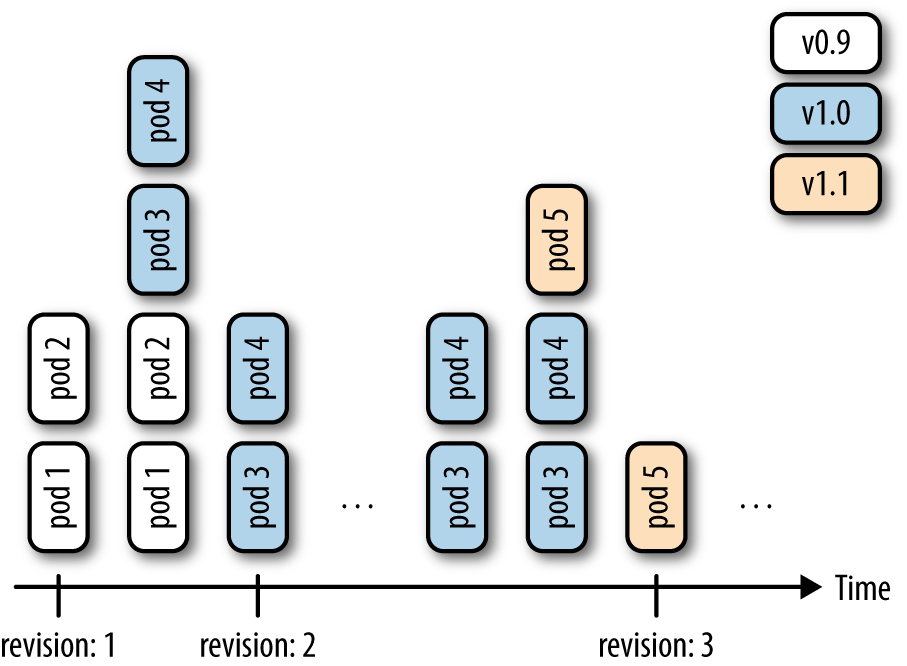 v0.9
v1.0
v1.1
pod 4
pod 3
pod 5
pod 2
pod 2
pod 4
pod 4
pod 4
pod 1
pod 1
pod 3
...
pod 3
pod 3
pod 5
...
Time
revision: 1
revision: 2
revision: 3